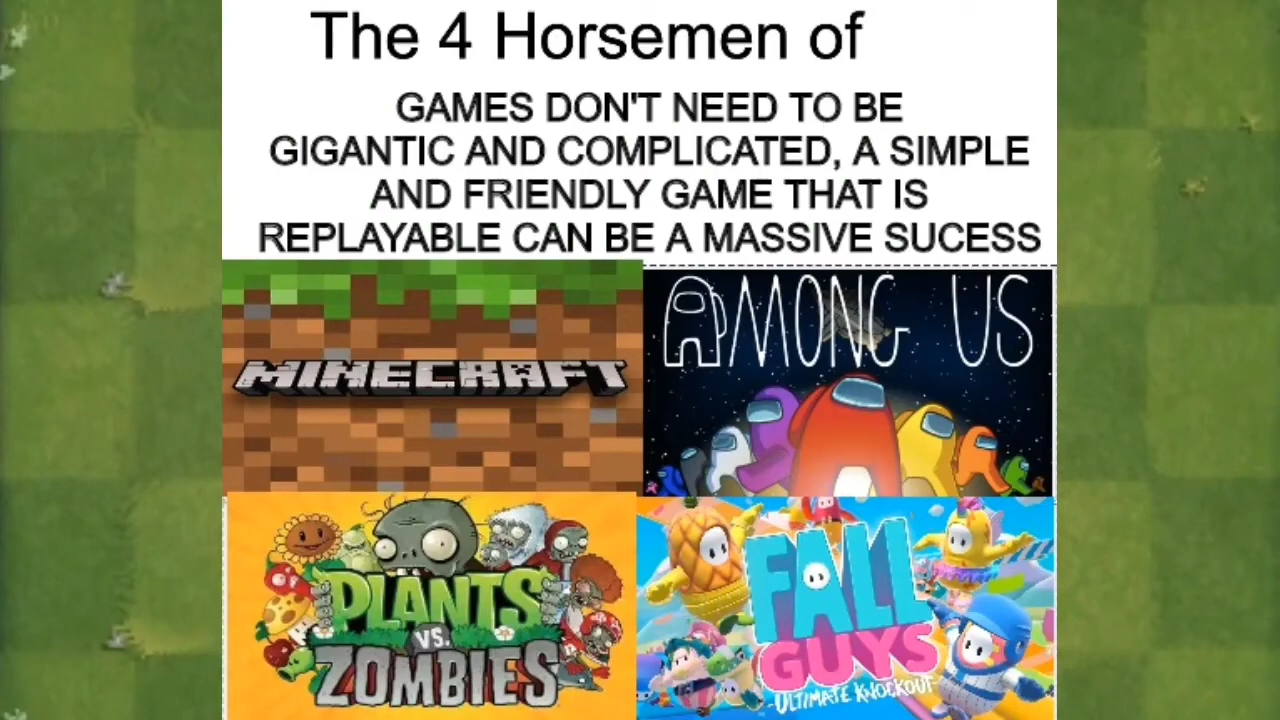 The 4 Horsemen of
GAMES DON'T NEED TO BE
GIGANTIC AND COMPLICATED, A SIMPLE
AND FRIENDLY GAME THAT IS
REPLAYABLE CAN BE A MASSIVE SUCESS
MINECRAFT
AMONG US
PLANTS
VS.
ZOMBIES
FALL
GUYS
-ULTIMATE KNOCKOUT-